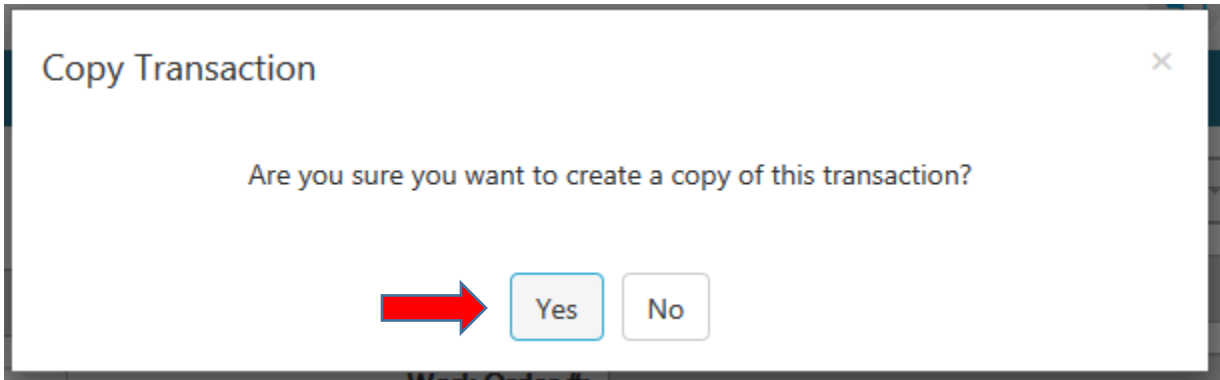 Copy Transaction
×
Are you sure you want to create a copy of this transaction?
Yes No